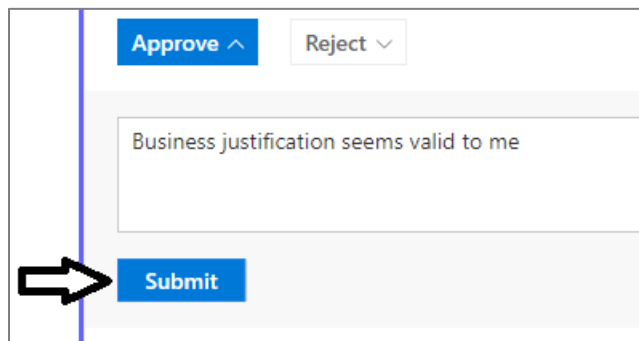 Approve Reject
Business justification seems valid to me
Submit